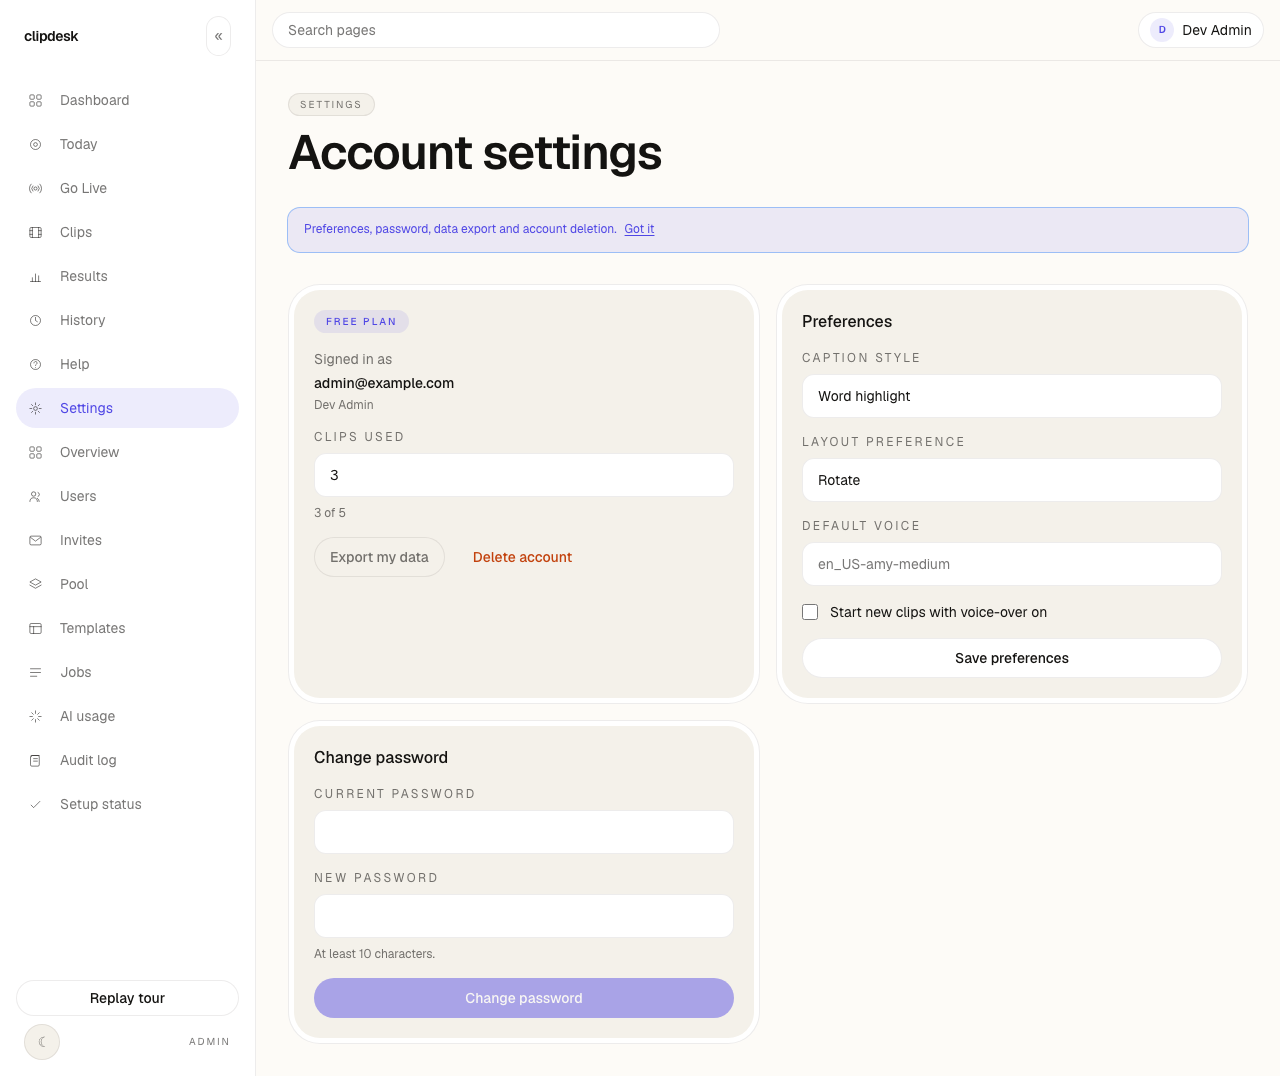 clipdesk
«
Search pages
D
Dev Admin
Dashboard
Today
Go Live
Clips
Results
History
Help
Settings
Overview
Users
Invites
Pool
Templates
Jobs
AI usage
Audit log
Setup status
Replay tour
ADMIN
SETTINGS
Account settings
Preferences, password, data export and account deletion. Got it
FREE PLAN
Signed in as
admin@example.com
Dev Admin
CLIPS USED
3
3 of 5
Export my data
Delete account
Preferences
CAPTION STYLE
Word highlight
LAYOUT PREFERENCE
Rotate
DEFAULT VOICE
en_US-amy-medium
Start new clips with voice-over on
Save preferences
Change password
CURRENT PASSWORD
NEW PASSWORD
At least 10 characters.
Change password